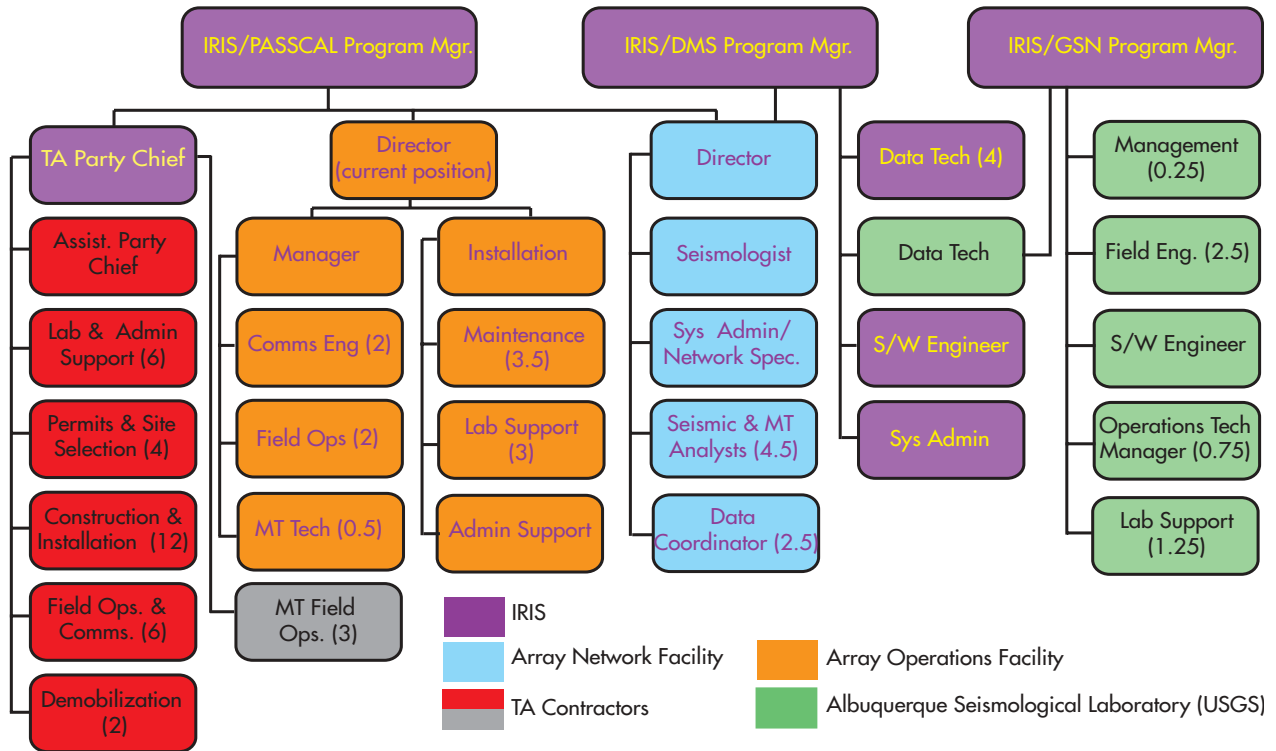 IRIS/PASSCAL Program Mgr.
IRIS/DMS Program Mgr.
IRIS/GSN Program Mgr.
TA Party Chief
Assist. Party
Chief
Lab & Admin
Support (6)
Permits & Site
Selection (4)
Construction &
Installation (12)
Field Ops. &
Comms. (6)
Demobilization
(2)
Director
(current position)
Manager
Comms Eng (2)
Field Ops (2)
MT Tech (0.5)
MT Field
Ops. (3)
Installation
Maintenance
(3.5)
Lab Support
(3)
Admin Support
Director
Seismologist
Sys Admin/
Network Spec.
Seismic & MT
Analysts (4.5)
Data
Coordinator (2.5)
Data Tech (4)
Data Tech
S/W Engineer
Sys Admin
Management
(0.25)
Field Eng. (2.5)
S/W Engineer
Operations Tech
Manager (0.75)
Lab Support
(1.25)
IRIS
Array Network Facility
TA Contractors
Array Operations Facility
Albuquerque Seismological Laboratory (USGS)